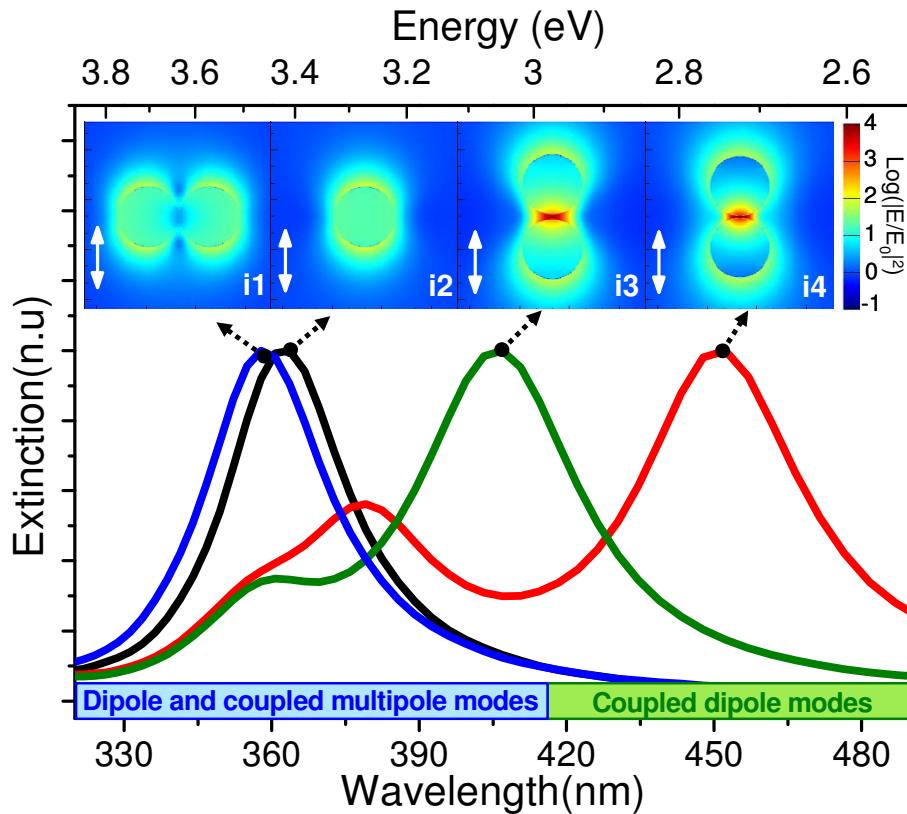 Energy (eV)
3.8 3.6 3.4 3.2 3 2.8 2.6
i1 i2 i3 i4
4
3
2
1
0
-1
Log(|E/E0|2)
Extinction(n.u)
Dipole and coupled multipole modes
Coupled dipole modes
330 360 390 420 450 480
Wavelength(nm)